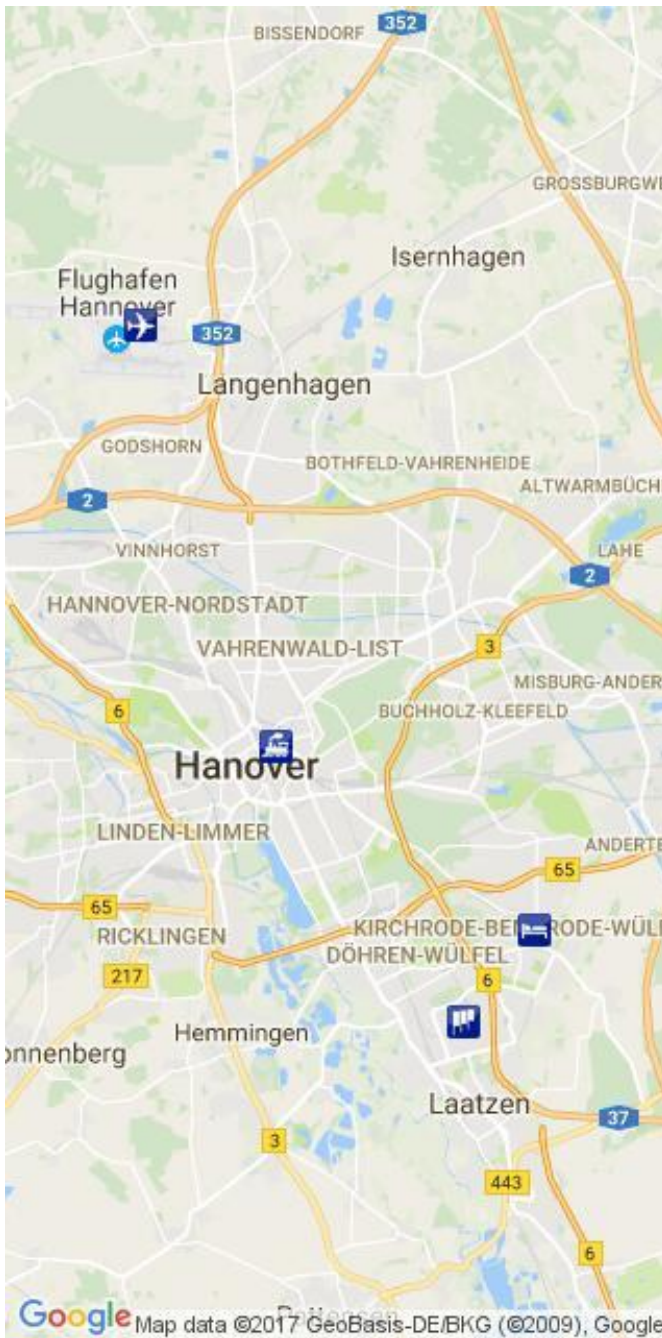 352
BISSENDORF
GROSSBURGWE
Isernhagen
Flughafen
Hannover
352
Langenhagen
GODSHORN
BOTHFELD-VAHRENHEIDE
2
ALTWARMBÜCH
VINNHORST
LAHE
2
HANNOVER-NORDSTADT
VAHRENWALD-LIST
3
MISBURG-ANDER
6
BUCHHOLZ-KLEEFELD
Hanover
LINDEN-LIMMER
ANDERTE
65
65
RICKLINGEN
KIRCHRODE-BE RODE-WÜL
DÖHREN-WÜLFEL
217
6
Hemmingen
onnenberg
Laatzen
37
3
443
6
Google
Map data ©2017 GeoBasis-DE/BKG (©2009), Google